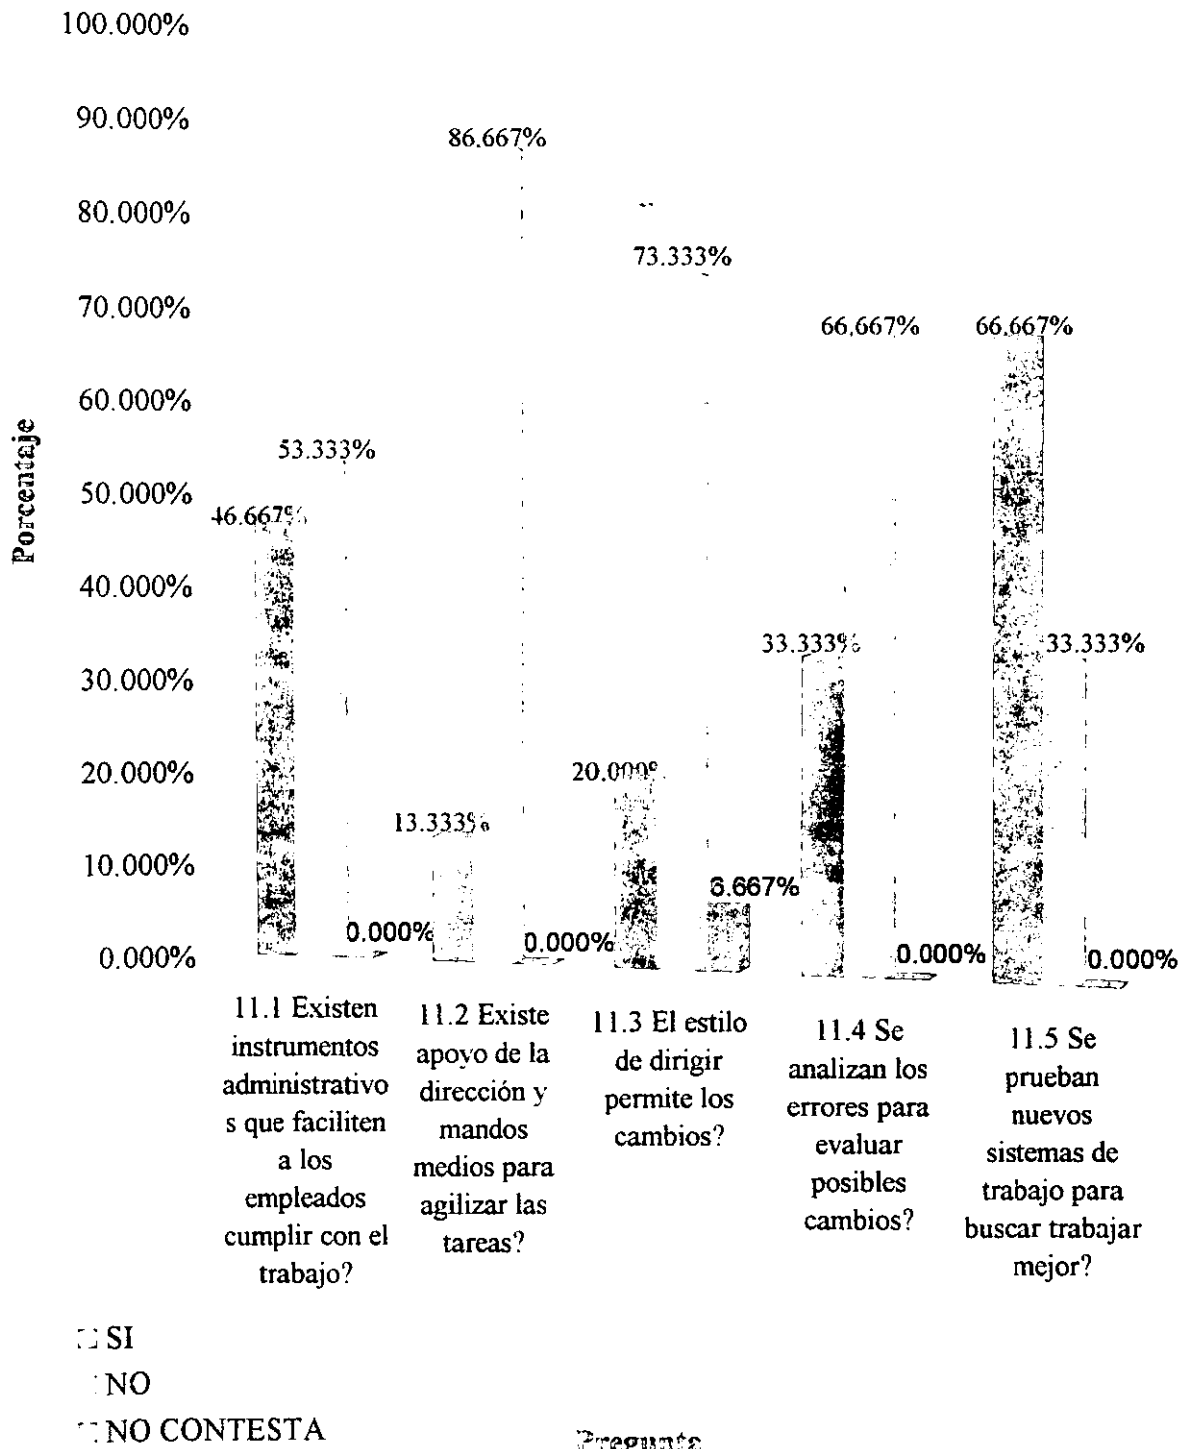 100.000%
90.000%
80.000%
70.000%
60.000%
50.000%
40.000%
30.000%
20.000%
10.000%
0.000%
Porcentaje
46.667%
53.333%
0.000%
13.333%
86.667%
0.000%
20.000%
73.333%
6.667%
33.333%
66.667%
0.000%
66.667%
33.333%
0.000%
11.1 Existen
instrumentos
administrativo
s que faciliten
a los
empleados
cumplir con el
trabajo?
11.2 Existe
apoyo de la
dirección y
mandos
medios para
agilizar las
tareas?
11.3 El estilo
de dirigir
permite los
cambios?
11.4 Se
analizan los
errores para
evaluar
posibles
cambios?
11.5 Se
prueban
nuevos
sistemas de
trabajo para
buscar trabajar
mejor?
SI
NO
NO CONTESTA
Pregunta